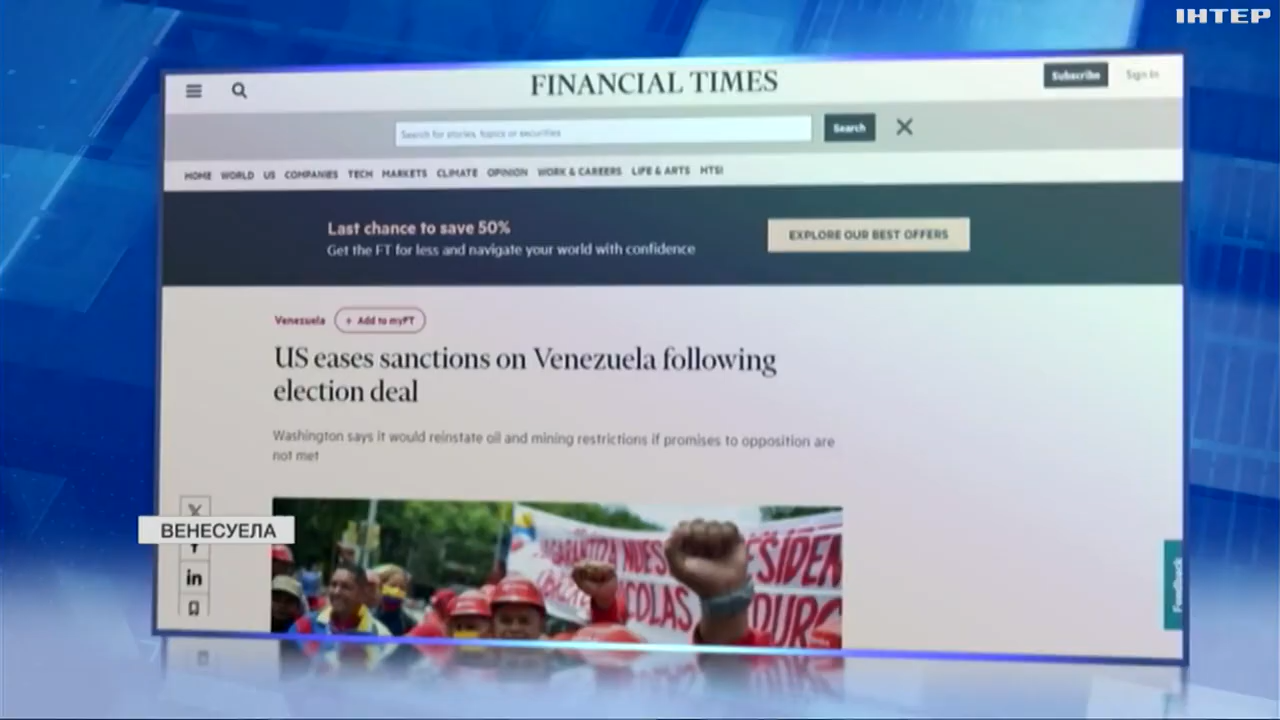 ІНТЕР
FINANCIAL TIMES
Subscribe
Sign In
Search for stories, topics or securities
Search
HOME WORLD US COMPANIES TECH MARKETS CLIMATE OPINION WORK & CAREERS LIFE & ARTS HTSI
Last chance to save 50%
Get the FT for less and navigate your world with confidence
EXPLORE OUR BEST OFFERS
Venezuela
+ Add to myFT
US eases sanctions on Venezuela following
election deal
Washington says it would reinstate oil and mining restrictions if promises to opposition are
not met
ВЕНЕСУЕЛА
in
Feedback